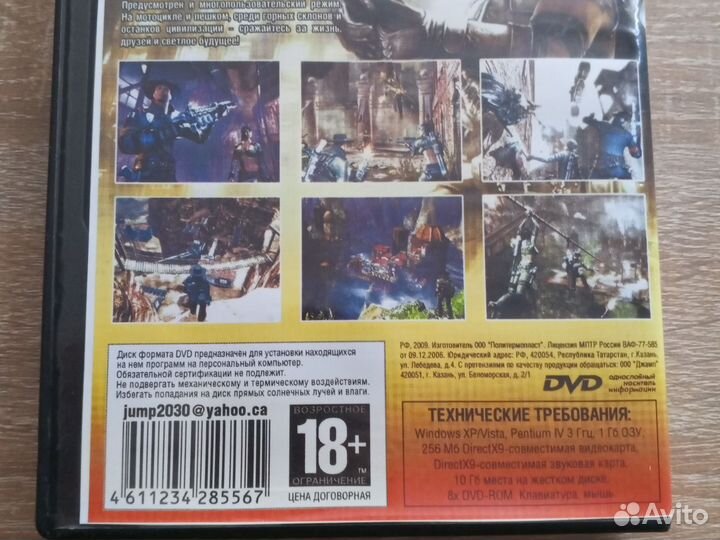 Предусмотрен и многопользовательский режим.
На мотоцикле и пешком, среди горных склонов и
останков цивилизации – сражайтесь за жизнь,
друзей и светлое будущее!
Диск формата DVD предназначен для установки находящихся
на нем программ на персональный компьютер.
Обязательной сертификации не подлежит.
Не подвергать механическому и термическому воздействиям.
Избегать попадания на диск прямых солнечных лучей и влаги.
jump2030@yahoo.ca
4 611234 285567
ВОЗРОСТНОЕ
18+
TM
ОГРАНИЧЕНИЕ
ЦЕНА ДОГОВОРНАЯ
РФ, 2009. Изготовитель ООО "Политермопласт". Лицензия МПТР России ВАФ-77-585
от 09.12.2006. Юридический адрес: РФ, 420054, Республика Татарстан, г.Казань,
ул. Лебедева, д.4. С претензиями по качеству продукции обращаться: ООО "Джамп"
420051, г. Казань, ул. Беломорская, д. 2/1
DVD
однослойный
носитель
информации
ТЕХНИЧЕСКИЕ ТРЕБОВАНИЯ:
Windows XP/Vista, Pentium IV 3 Ггц, 1 Гб ОЗУ,
256 Мб DirectX9-совместимая видеокарта,
DirectX9-совместимая звуковая карта,
10 Гб места на жестком диске,
8x DVD-ROM. Клавиатура, мышь
Avito